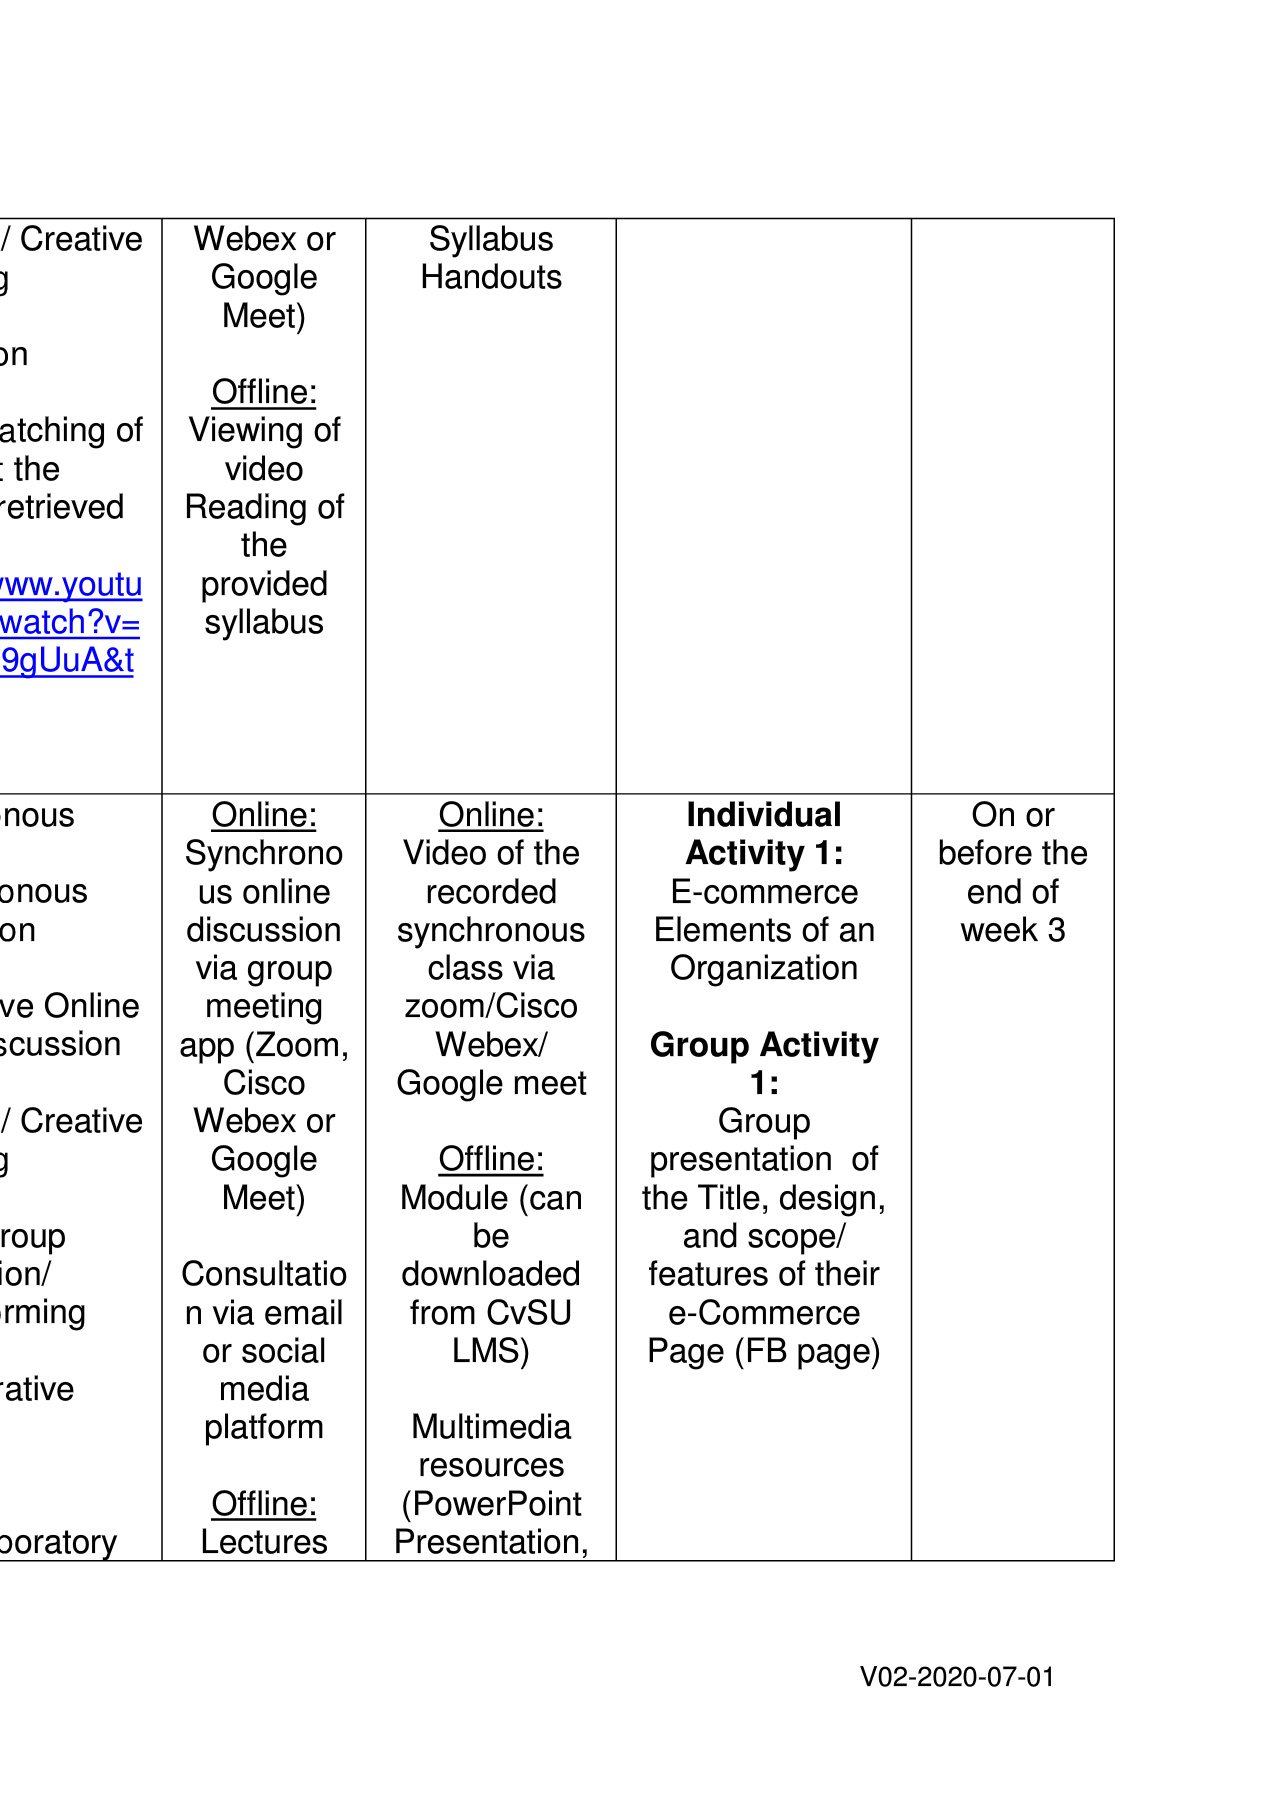 / Creative
g
on
atching of
t the
retrieved
www.youtu
watch?v=
9gUuA&t
Webex or
Google
Meet)
Offline:
Viewing of
video
Reading of
the
provided
syllabus
Syllabus
Handouts
nous
onous
on
ve Online
scussion
/ Creative
g
roup
ion/
orming
rative
boratory
Online:
Synchrono
us online
discussion
via group
meeting
app (Zoom,
Cisco
Webex or
Google
Meet)
Consultatio
n via email
or social
media
platform
Offline:
Lectures
Online:
Video of the
recorded
synchronous
class via
zoom/Cisco
Webex/
Google meet
Offline:
Module (can
be
downloaded
from CvSU
LMS)
Multimedia
resources
(PowerPoint
Presentation,
Individual
Activity 1:
E-commerce
Elements of an
Organization
Group Activity
1:
Group
presentation  of
the Title, design,
and scope/
features of their
e-Commerce
Page (FB page)
On or
before the
end of
week 3
V02-2020-07-01